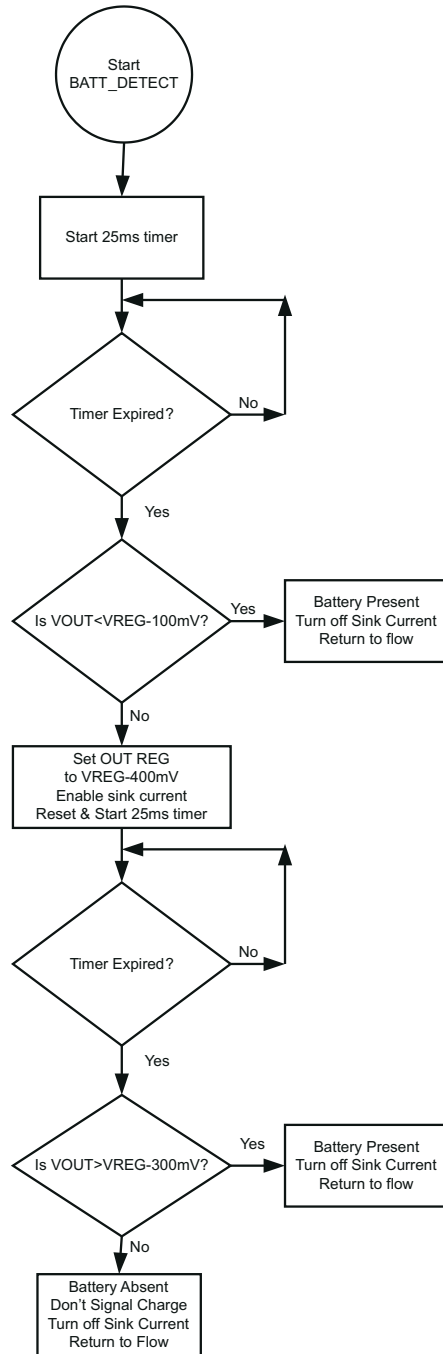 Start
BATT_DETECT
Start 25ms timer
Timer Expired?
No
Yes
Is VOUT<VREG-100mV?
Yes
Battery Present
Turn off Sink Current
Return to flow
No
Set OUT REG
to VREG-400mV
Enable sink current
Reset & Start 25ms timer
Timer Expired?
No
Yes
Is VOUT>VREG-300mV?
Yes
Battery Present
Turn off Sink Current
Return to flow
No
Battery Absent
Don't Signal Charge
Turn off Sink Current
Return to Flow